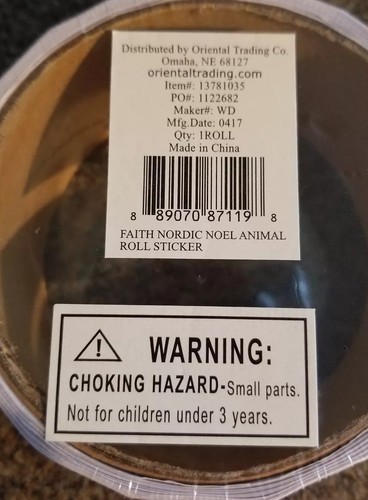 Distributed by Oriental Trading Co.
Omaha, NE 68127
orientaltrading.com
Item#: 13781035
PO#: 1122682
Maker#: WD
Mfg.Date: 0417
Qty: 1ROLL
Made in China
8 89070 87119 8
FAITH NORDIC NOEL ANIMAL
ROLL STICKER
WARNING:
CHOKING HAZARD-Small parts.
Not for children under 3 years.